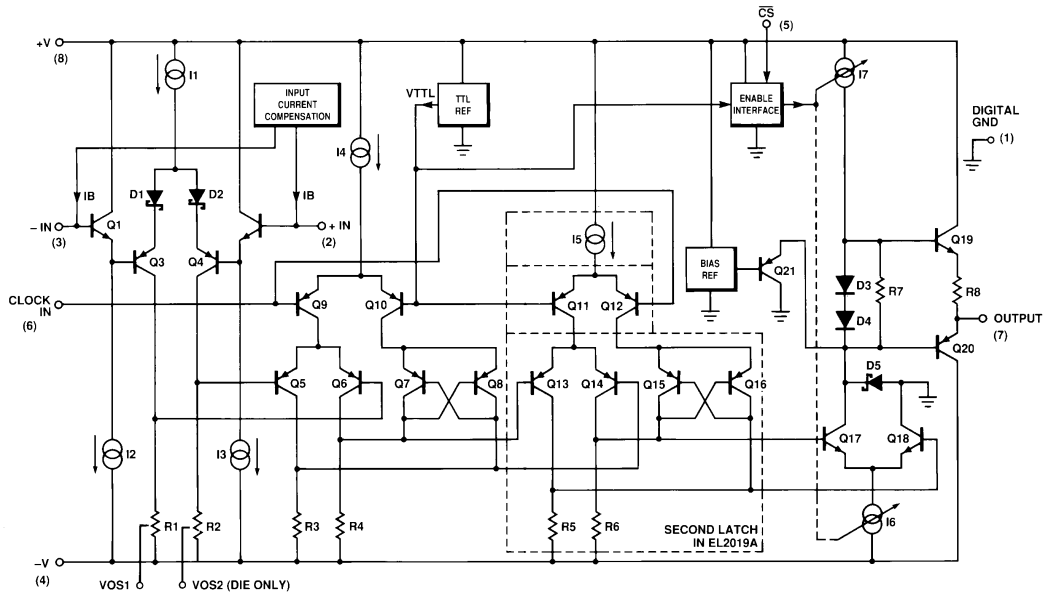 CS
(5)
+V
(8)
I1
INPUT
CURRENT
COMPENSATION
VTTL
TTL
REF
ENABLE
INTERFACE
I7
DIGITAL
GND
(1)
I4
D1
D2
IB
IB
– IN
(3)
Q1
+ IN
(2)
Q3
Q4
I5
BIAS
REF
Q21
Q19
D3
R7
R8
D4
CLOCK
IN
(6)
Q9
Q10
Q11
Q12
OUTPUT
(7)
Q20
Q5
Q6
Q7
Q8
Q13
Q14
Q15
Q16
D5
Q17
Q18
I2
I3
R1
R2
R3
R4
R5
R6
I6
SECOND LATCH
IN EL2019A
–V
(4)
VOS1
VOS2 (DIE ONLY)